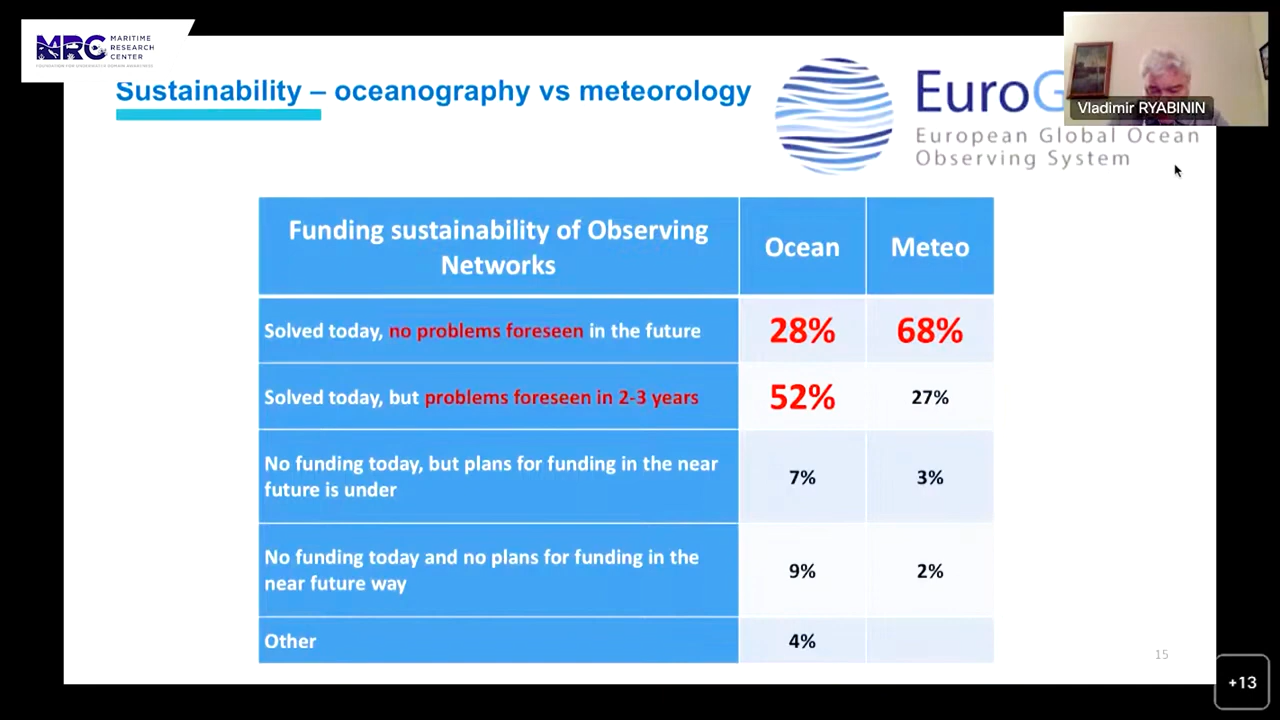 MRC
MARITIME
RESEARCH
CENTER
Sustainability – oceanography vs meteorology
EuroG
European Global Ocean
Observing System
Vladimir RYABININ
Funding sustainability of Observing
Networks
Ocean
Meteo
Solved today, no problems foreseen in the future
28%
68%
Solved today, but problems foreseen in 2-3 years
52%
27%
No funding today, but plans for funding in the near
future is under
7%
3%
No funding today and no plans for funding in the
near future way
9%
2%
Other
4%
15
+13